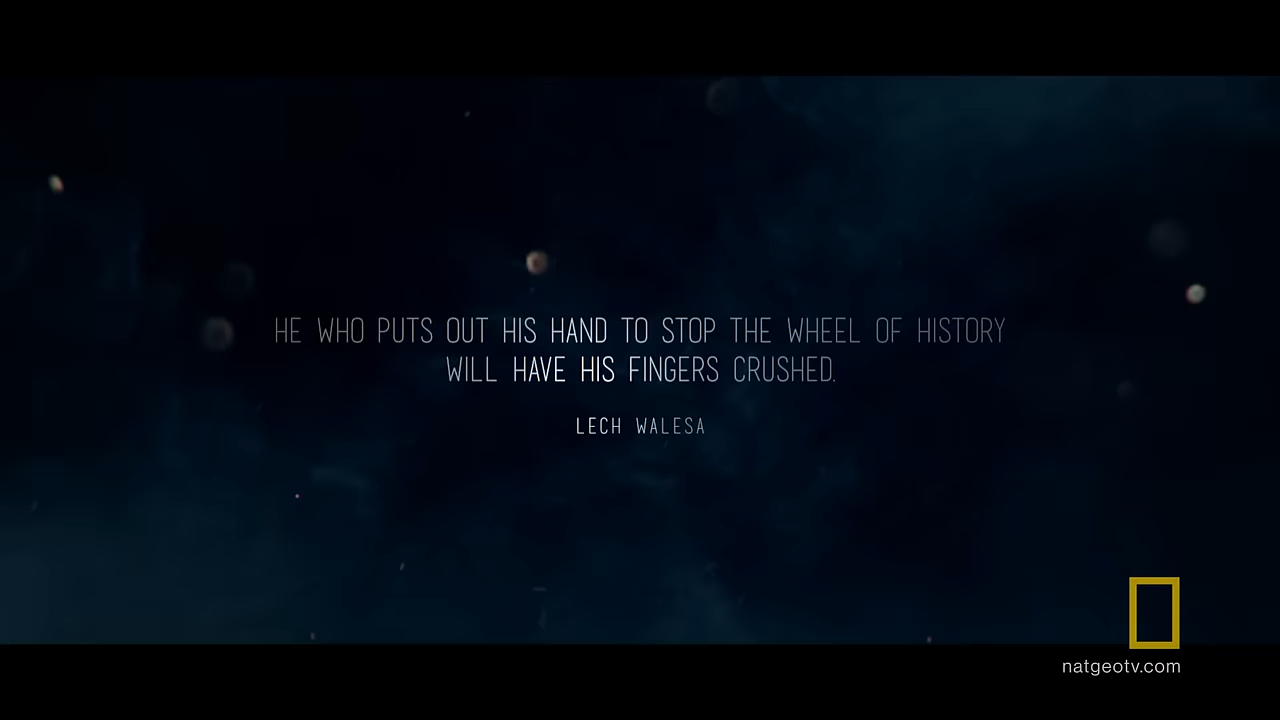 HE WHO PUTS OUT HIS HAND TO STOP THE WHEEL OF HISTORY
WILL HAVE HIS FINGERS CRUSHED.
LECH WALESA
natgeotv.com